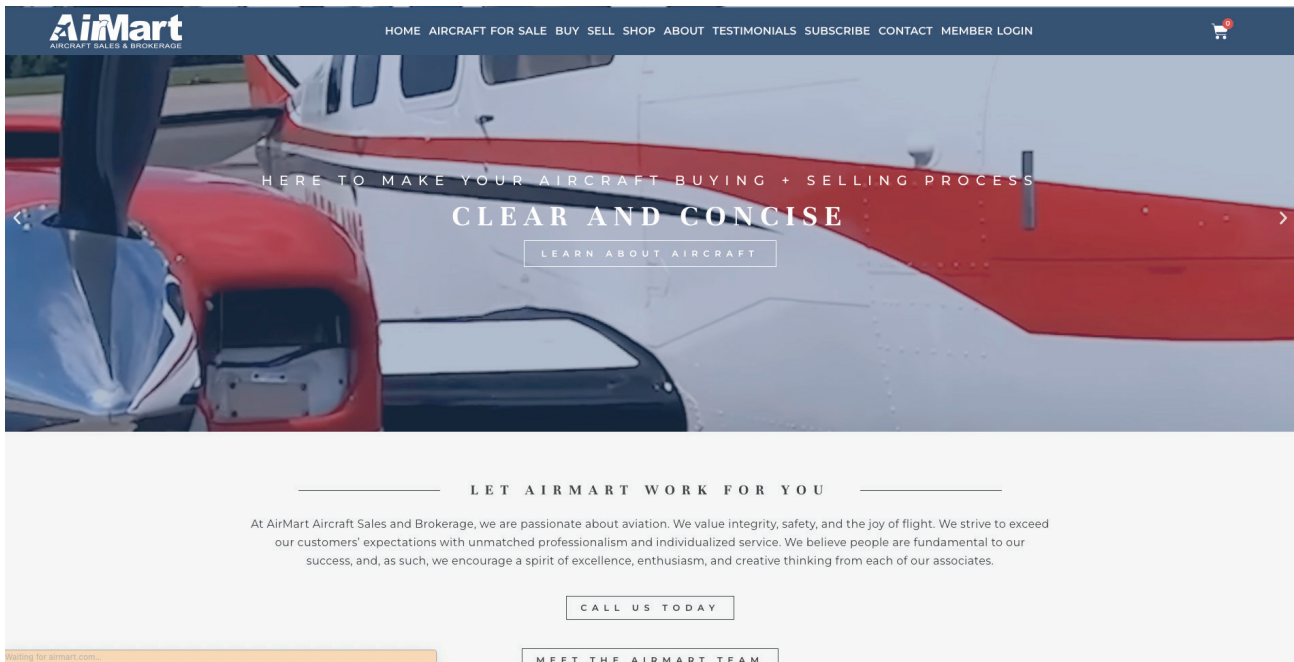 AirMart
AIRCRAFT SALES & BROKERAGE
HOME AIRCRAFT FOR SALE BUY SELL SHOP ABOUT TESTIMONIALS SUBSCRIBE CONTACT MEMBER LOGIN
0
HERE TO MAKE YOUR AIRCRAFT BUYING + SELLING PROCESS
CLEAR AND CONCISE
LEARN ABOUT AIRCRAFT
LET AIRMART WORK FOR YOU
At AirMart Aircraft Sales and Brokerage, we are passionate about aviation. We value integrity, safety, and the joy of flight. We strive to exceed
our customers' expectations with unmatched professionalism and individualized service. We believe people are fundamental to our
success, and, as such, we encourage a spirit of excellence, enthusiasm, and creative thinking from each of our associates.
CALL US TODAY
MEET THE AIRMART TEAM
Waiting for airmart.com...